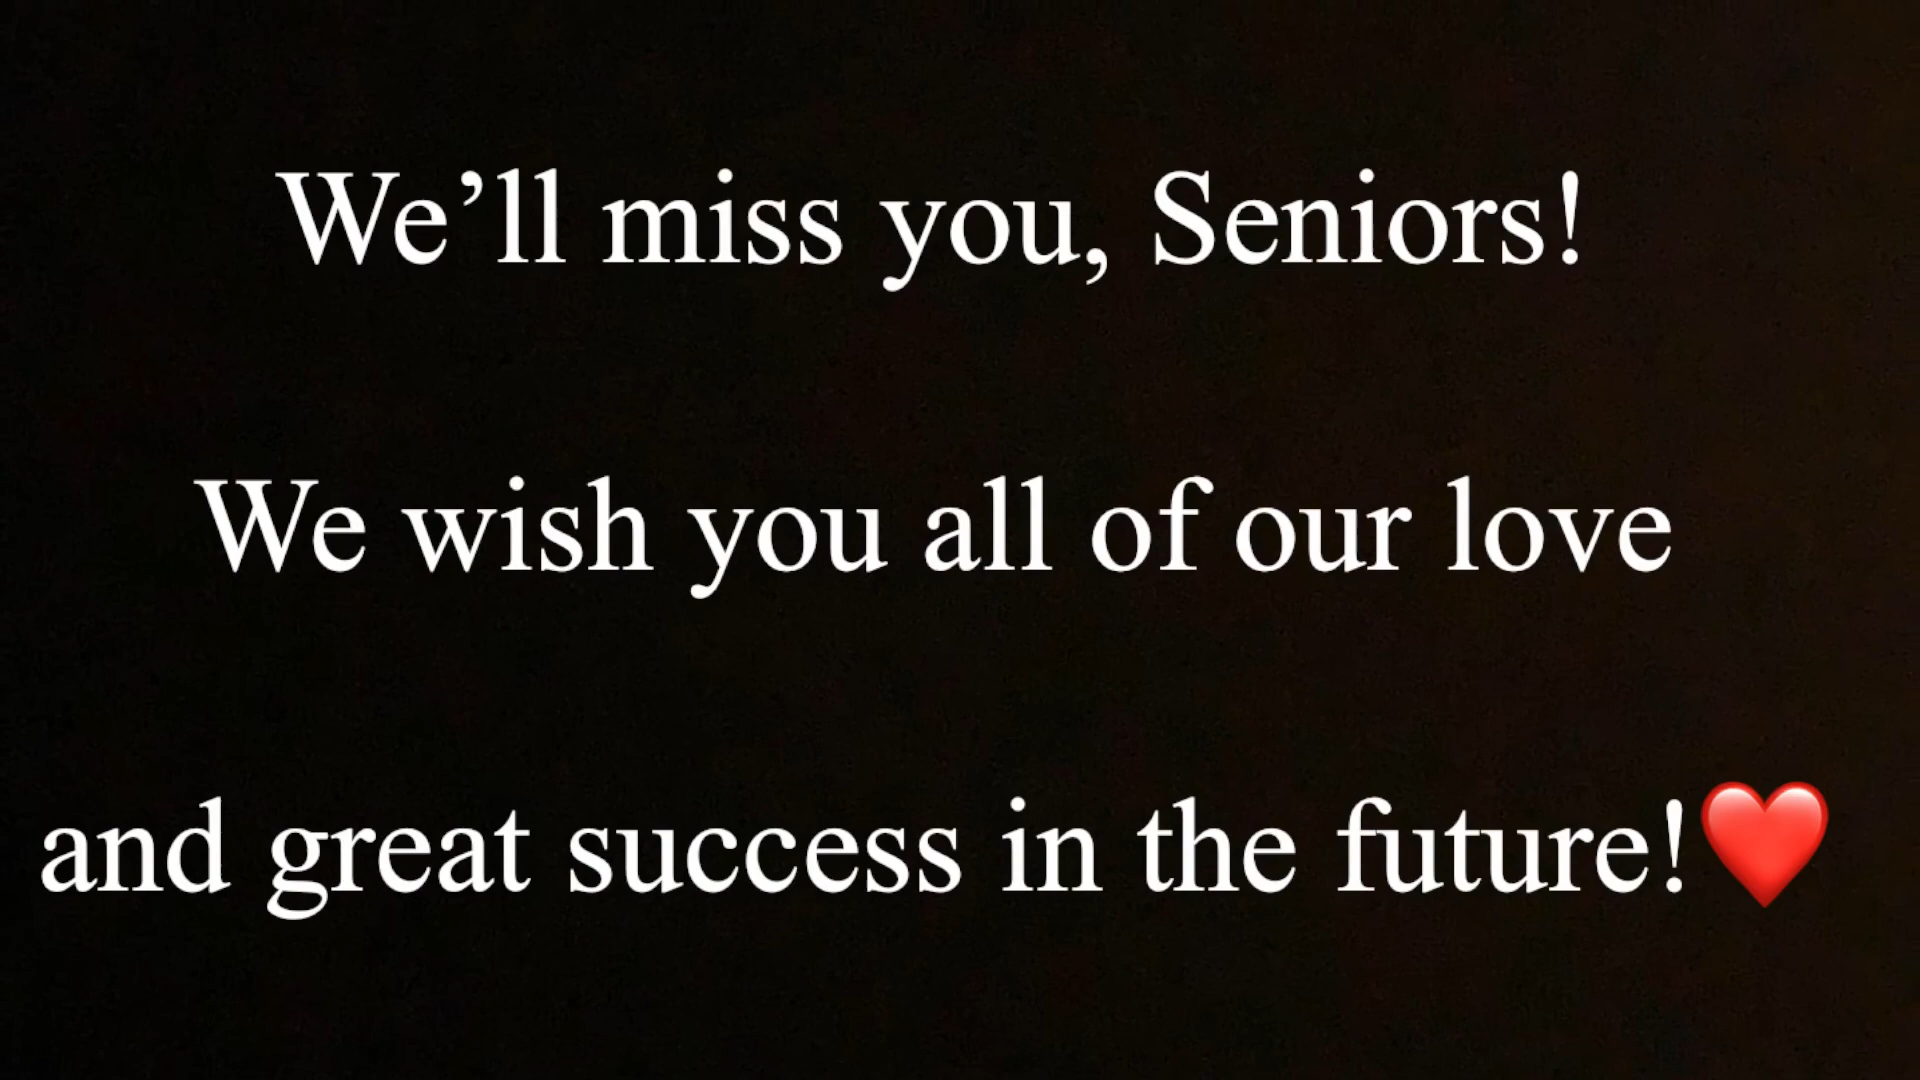 We’ll miss you, Seniors!
We wish you all of our love
and great success in the future!❤️